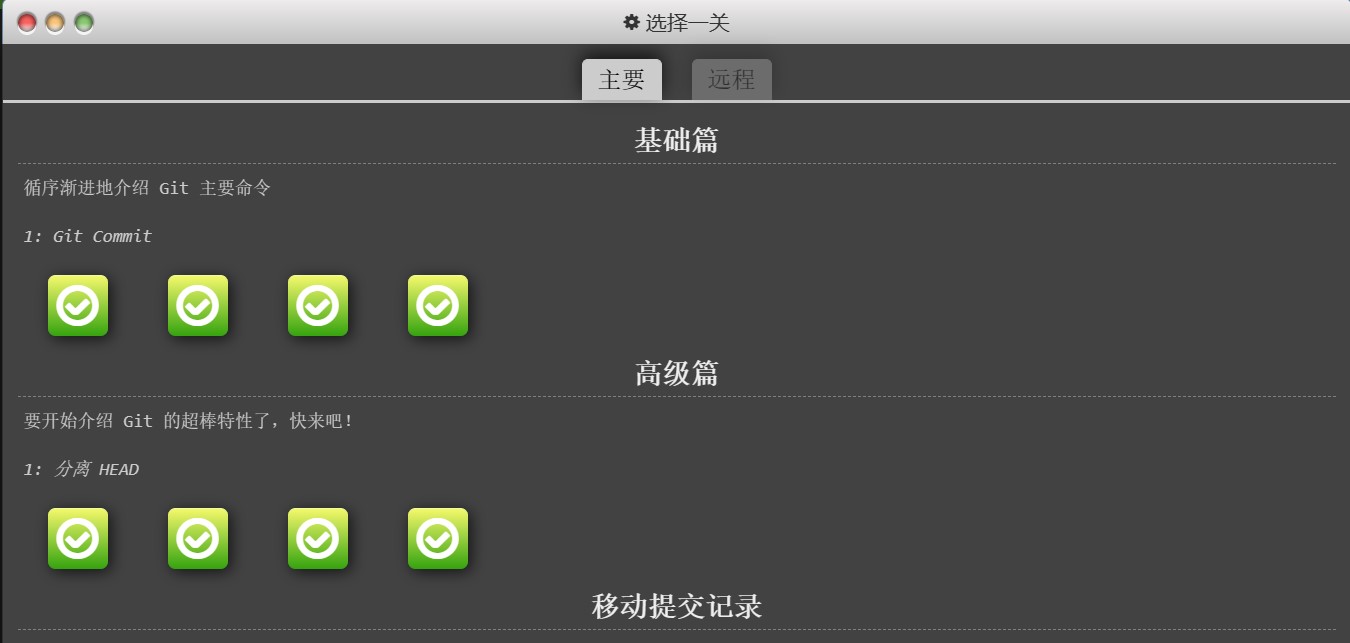 选择一关
主要
远程
基础篇
循序渐进地介绍 Git 主要命令
1: Git Commit
高级篇
要开始介绍 Git 的超棒特性了，快来吧！
1: 分离 HEAD
移动提交记录